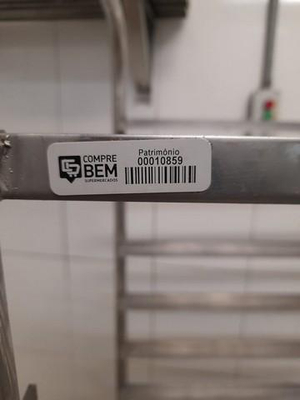 COMPRE
BEM
SUPERMERCADOS
Patrimônio
00010859